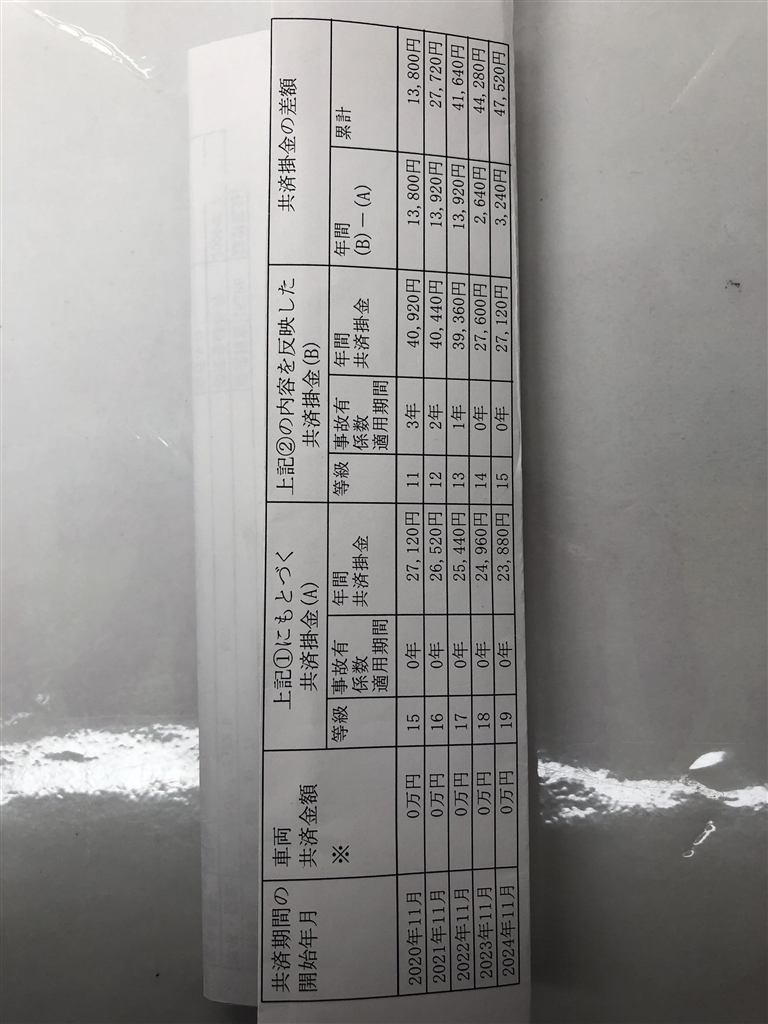 共済期間の
開始年月
車両
共済金額
※
上記①にもとづく
共済掛金(A)
上記②の内容を反映した
共済掛金(B)
共済掛金の差額
等級
事故有
係数
適用期間
年間
共済掛金
等級
事故有
係数
適用期間
年間
共済掛金
年間
(B)－(A)
累計
2020年11月 0万円 15 0年 27,120円 11 3年 40,920円 13,800円 13,800円
2021年11月 0万円 16 0年 26,520円 12 2年 40,440円 13,920円 27,720円
2022年11月 0万円 17 0年 25,440円 13 1年 39,360円 13,920円 41,640円
2023年11月 0万円 18 0年 24,960円 14 0年 27,600円 2,640円 44,280円
2024年11月 0万円 19 0年 23,880円 15 0年 27,120円 3,240円 47,520円